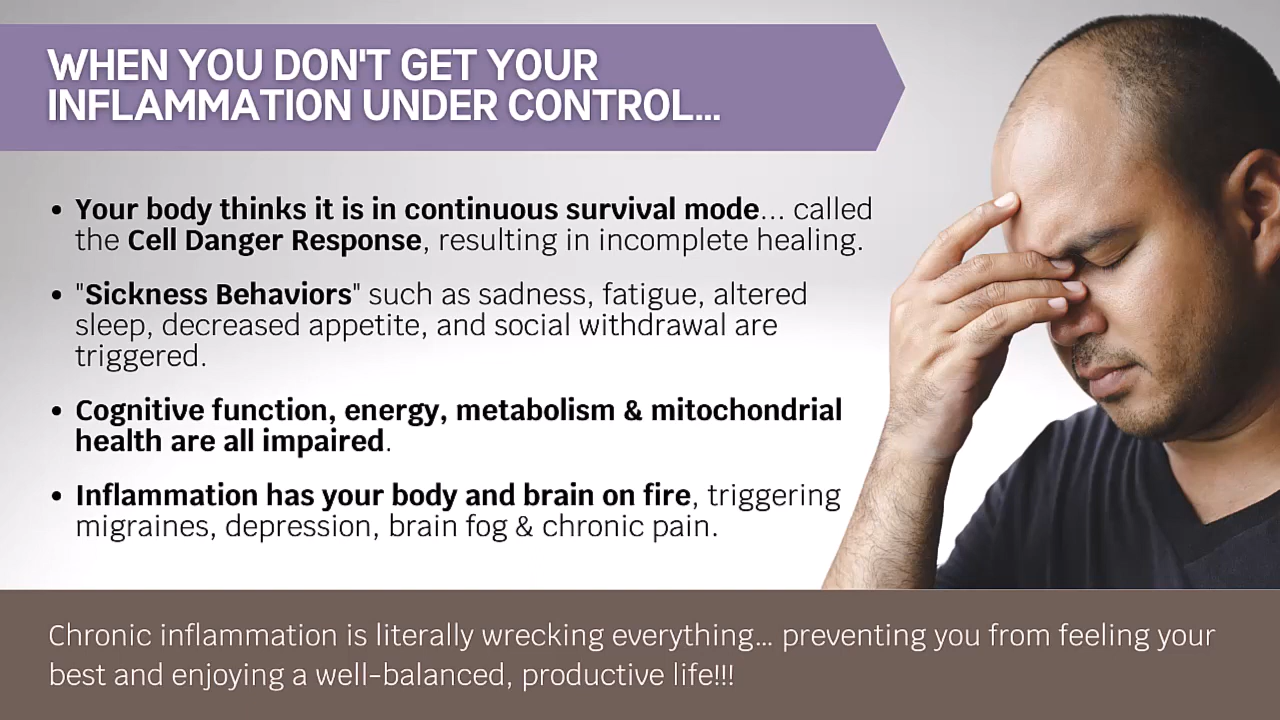 WHEN YOU DON'T GET YOUR
INFLAMMATION UNDER CONTROL...
• Your body thinks it is in continuous survival mode... called
the Cell Danger Response, resulting in incomplete healing.
• "Sickness Behaviors" such as sadness, fatigue, altered
sleep, decreased appetite, and social withdrawal are
triggered.
• Cognitive function, energy, metabolism & mitochondrial
health are all impaired.
• Inflammation has your body and brain on fire, triggering
migraines, depression, brain fog & chronic pain.
Chronic inflammation is literally wrecking everything... preventing you from feeling your
best and enjoying a well-balanced, productive life!!!